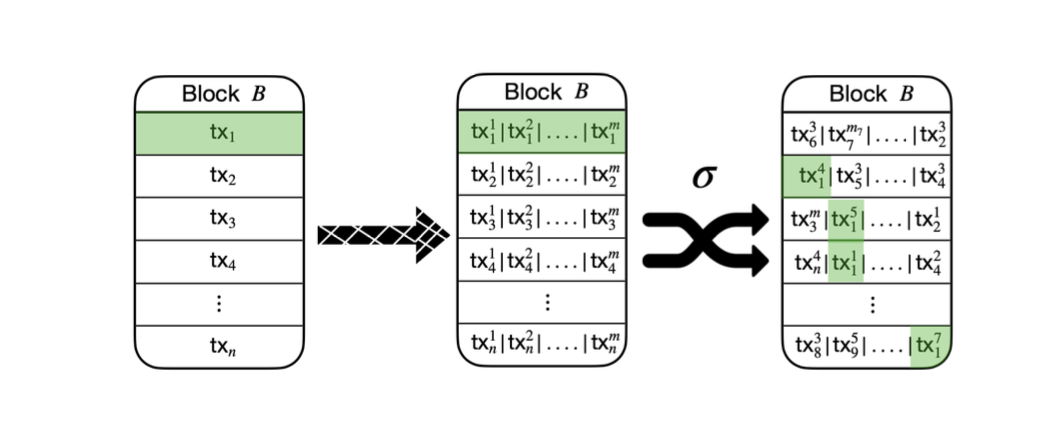 Block B
tx₁
tx₂
tx₃
tx₄
⋮
txₙ
Block B
tx₁¹|tx₁²|....|tx₁ᵐ
tx₂¹|tx₂²|....|tx₂ᵐ
tx₃¹|tx₃²|....|tx₃ᵐ
tx₄¹|tx₄²|....|tx₄ᵐ
⋮
txₙ¹|txₙ²|....|txₙᵐ
σ
Block B
tx₆³|tx₇ᵐ⁷|....|tx₂³
tx₁⁴|tx₅³|....|tx₄³
tx₃ᵐ|tx₁⁵|....|tx₂¹
txₙ⁴|tx₁¹|....|tx₄²
⋮
tx₈³|tx₉⁵|....|tx₁⁷